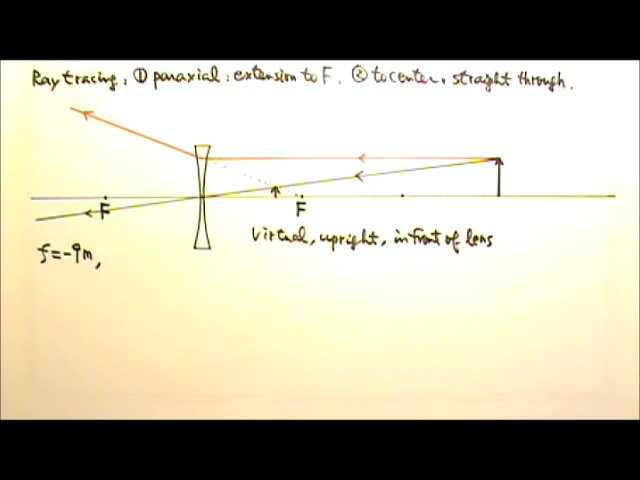 Ray tracing: ① paraxial: extension to F. ② to center, straight through.
F
F
virtual, upright, in front of lens
f=-9m,